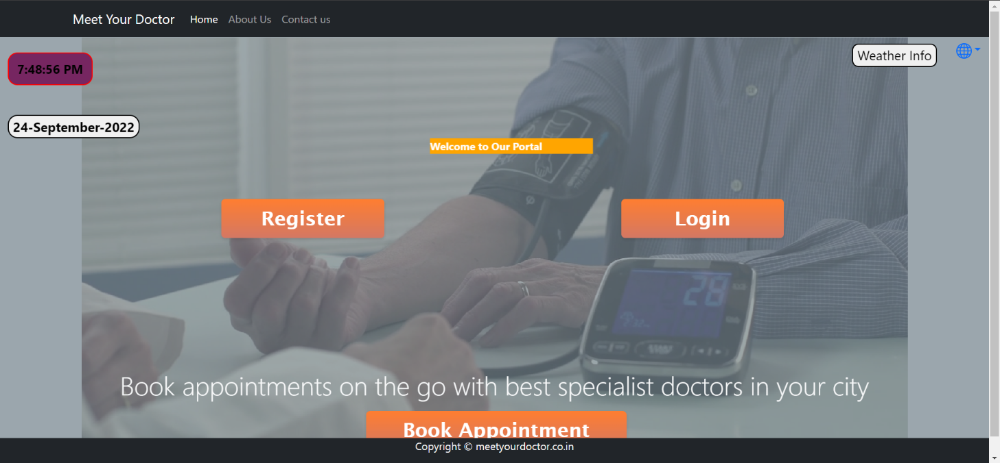 Meet Your Doctor Home About Us Contact us
7:48:56 PM
Weather Info
24-September-2022
Welcome to Our Portal
Register
Login
28
Book appointments on the go with best specialist doctors in your city
Book Appointment
Copyright © meetyourdoctor.co.in